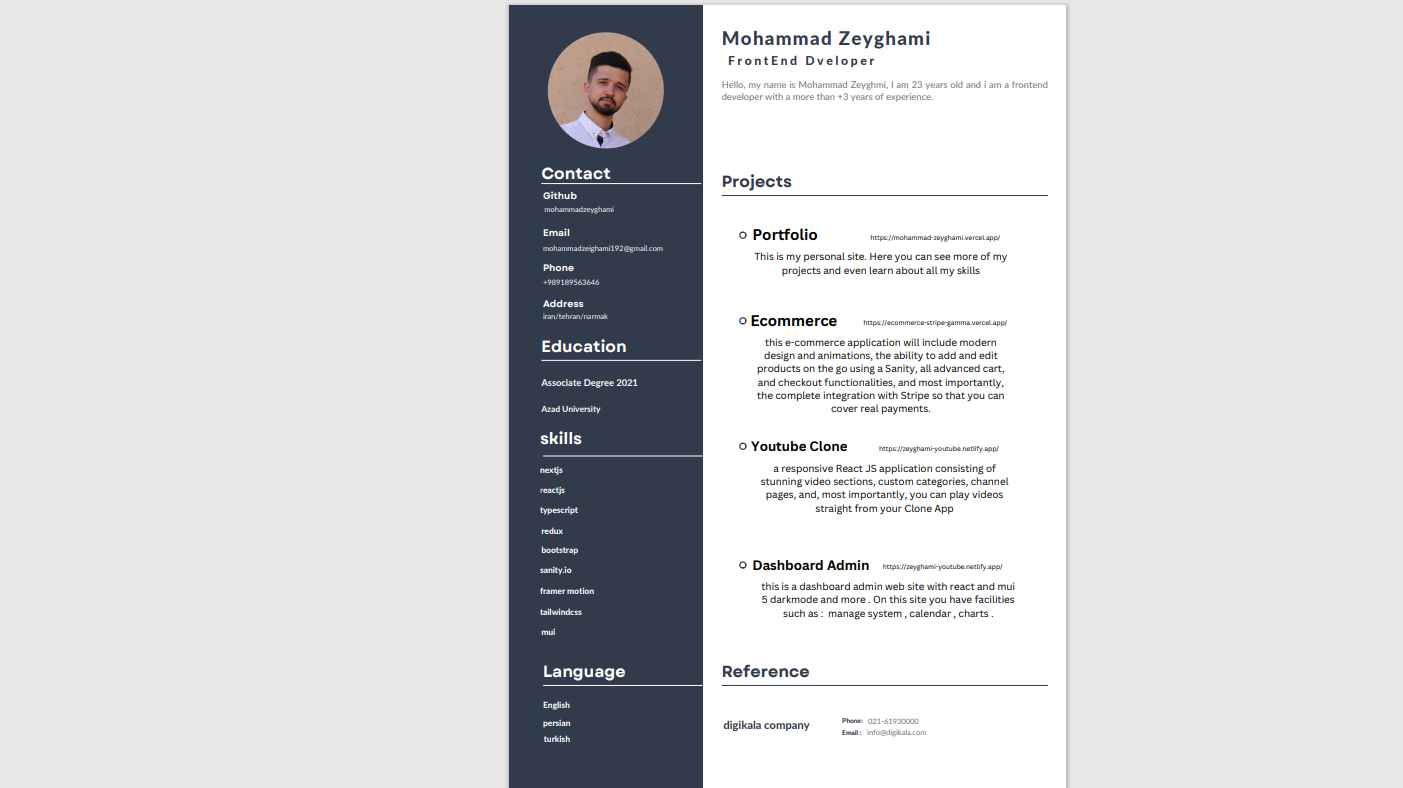 Contact
Github
mohammadzeyghami
Email
mohammadzeighami192@gmail.com
Phone
+989189563646
Address
iran/tehran/narmak
Education
Associate Degree 2021
Azad University
skills
nextjs
reactjs
typescript
redux
bootstrap
sanity.io
framer motion
tailwindcss
mui
Language
English
persian
turkish
Mohammad Zeyghami
FrontEnd Dveloper
Hello, my name is Mohammad Zeyghmi, I am 23 years old and i am a frontend
developer with a more than +3 years of experience.
Projects
Portfolio https://mohammad-zeyghami.vercel.app/
This is my personal site. Here you can see more of my
projects and even learn about all my skills
Ecommerce https://ecommerce-stripe-gamma.vercel.app/
this e-commerce application will include modern
design and animations, the ability to add and edit
products on the go using a Sanity, all advanced cart,
and checkout functionalities, and most importantly,
the complete integration with Stripe so that you can
cover real payments.
Youtube Clone https://zeyghami-youtube.netlify.app/
a responsive React JS application consisting of
stunning video sections, custom categories, channel
pages, and, most importantly, you can play videos
straight from your Clone App
Dashboard Admin https://zeyghami-youtube.netlify.app/
this is a dashboard admin web site with react and mui
5 darkmode and more . On this site you have facilities
such as : manage system , calendar , charts .
Reference
digikala company
Phone: 021-61930000
Email : info@digikala.com